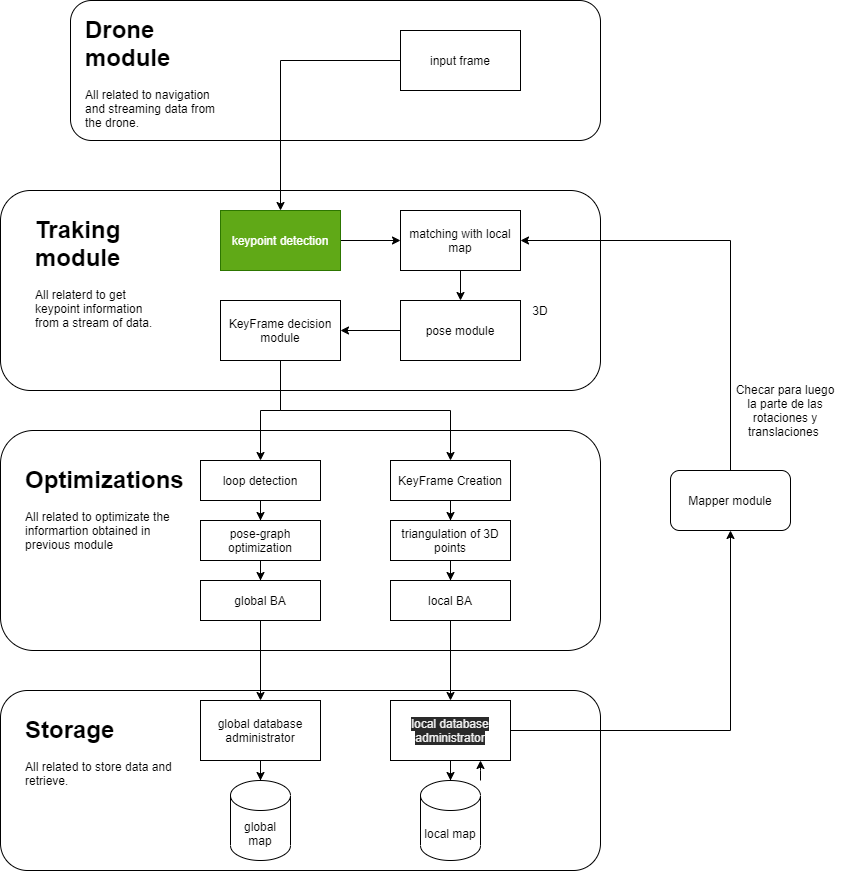 Drone
module
All related to navigation
and streaming data from
the drone.
input frame
Traking
module
All relaterd to get
keypoint information
from a stream of data.
keypoint detection
matching with local
map
KeyFrame decision
module
pose module
3D
Checar para luego
la parte de las
rotaciones y
translaciones
Mapper module
Optimizations
All related to optimizate the
informartion obtained in
previous module
loop detection
KeyFrame Creation
pose-graph
optimization
triangulation of 3D
points
global BA
local BA
Storage
All related to store data and
retrieve.
global database
administrator
local database
administrator
global
map
local map